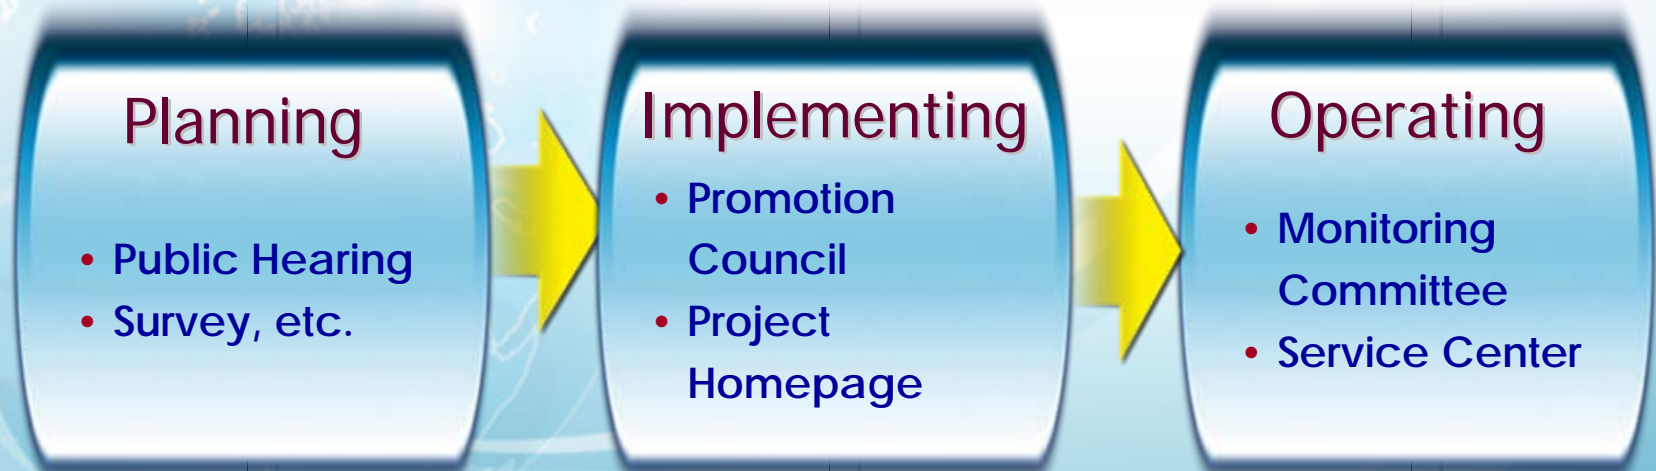 Planning
• Public Hearing
• Survey, etc.
Implementing
• Promotion
Council
• Project
Homepage
Operating
• Monitoring
Committee
• Service Center